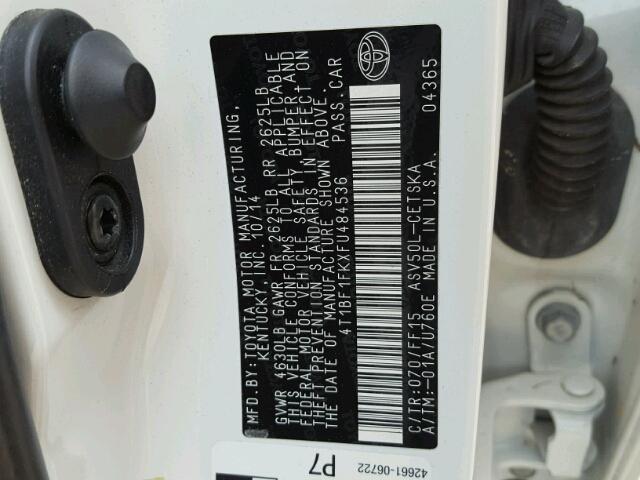 MFD. BY: TOYOTA MOTOR MANUFACTURING,
KENTUCKY, INC. 10/14
GVWR 4630LB GAWR FR 2625LB RR 2625LB
THIS VEHICLE CONFORMS TO ALL APPLICABLE
FEDERAL MOTOR VEHICLE SAFETY, BUMPER, AND
THEFT PREVENTION STANDARDS IN EFFECT ON
THE DATE OF MANUFACTURE SHOWN ABOVE.
4T1BF1FKXFU484536 PASS. CAR
C/TR: 070/FF15 ASV50L-CETSKA
A/TM: -01A/U760E MADE IN U.S.A. 04365
P7
42661-06722